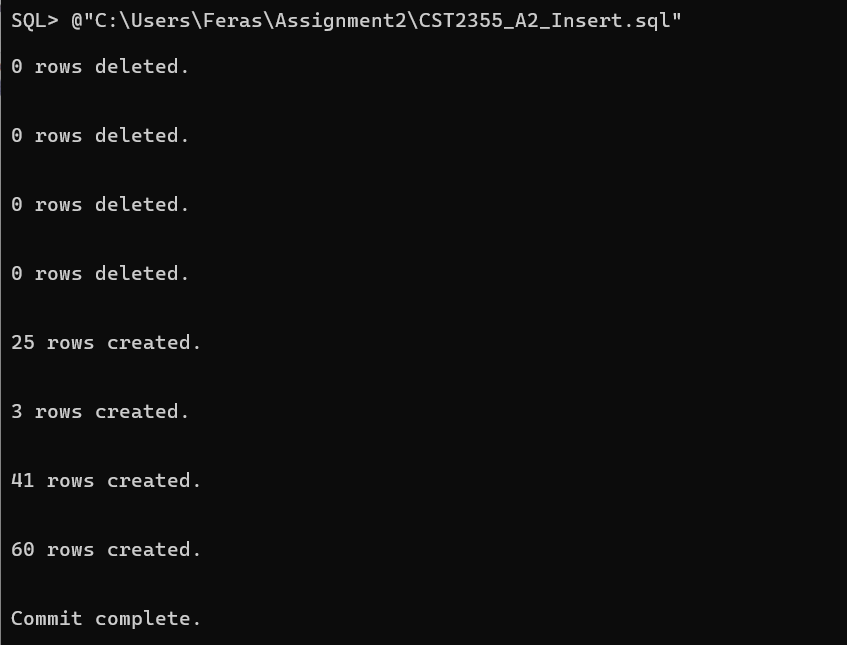 SQL> @"C:\Users\Feras\Assignment2\CST2355_A2_Insert.sql"
0 rows deleted.
0 rows deleted.
0 rows deleted.
0 rows deleted.
25 rows created.
3 rows created.
41 rows created.
60 rows created.
Commit complete.